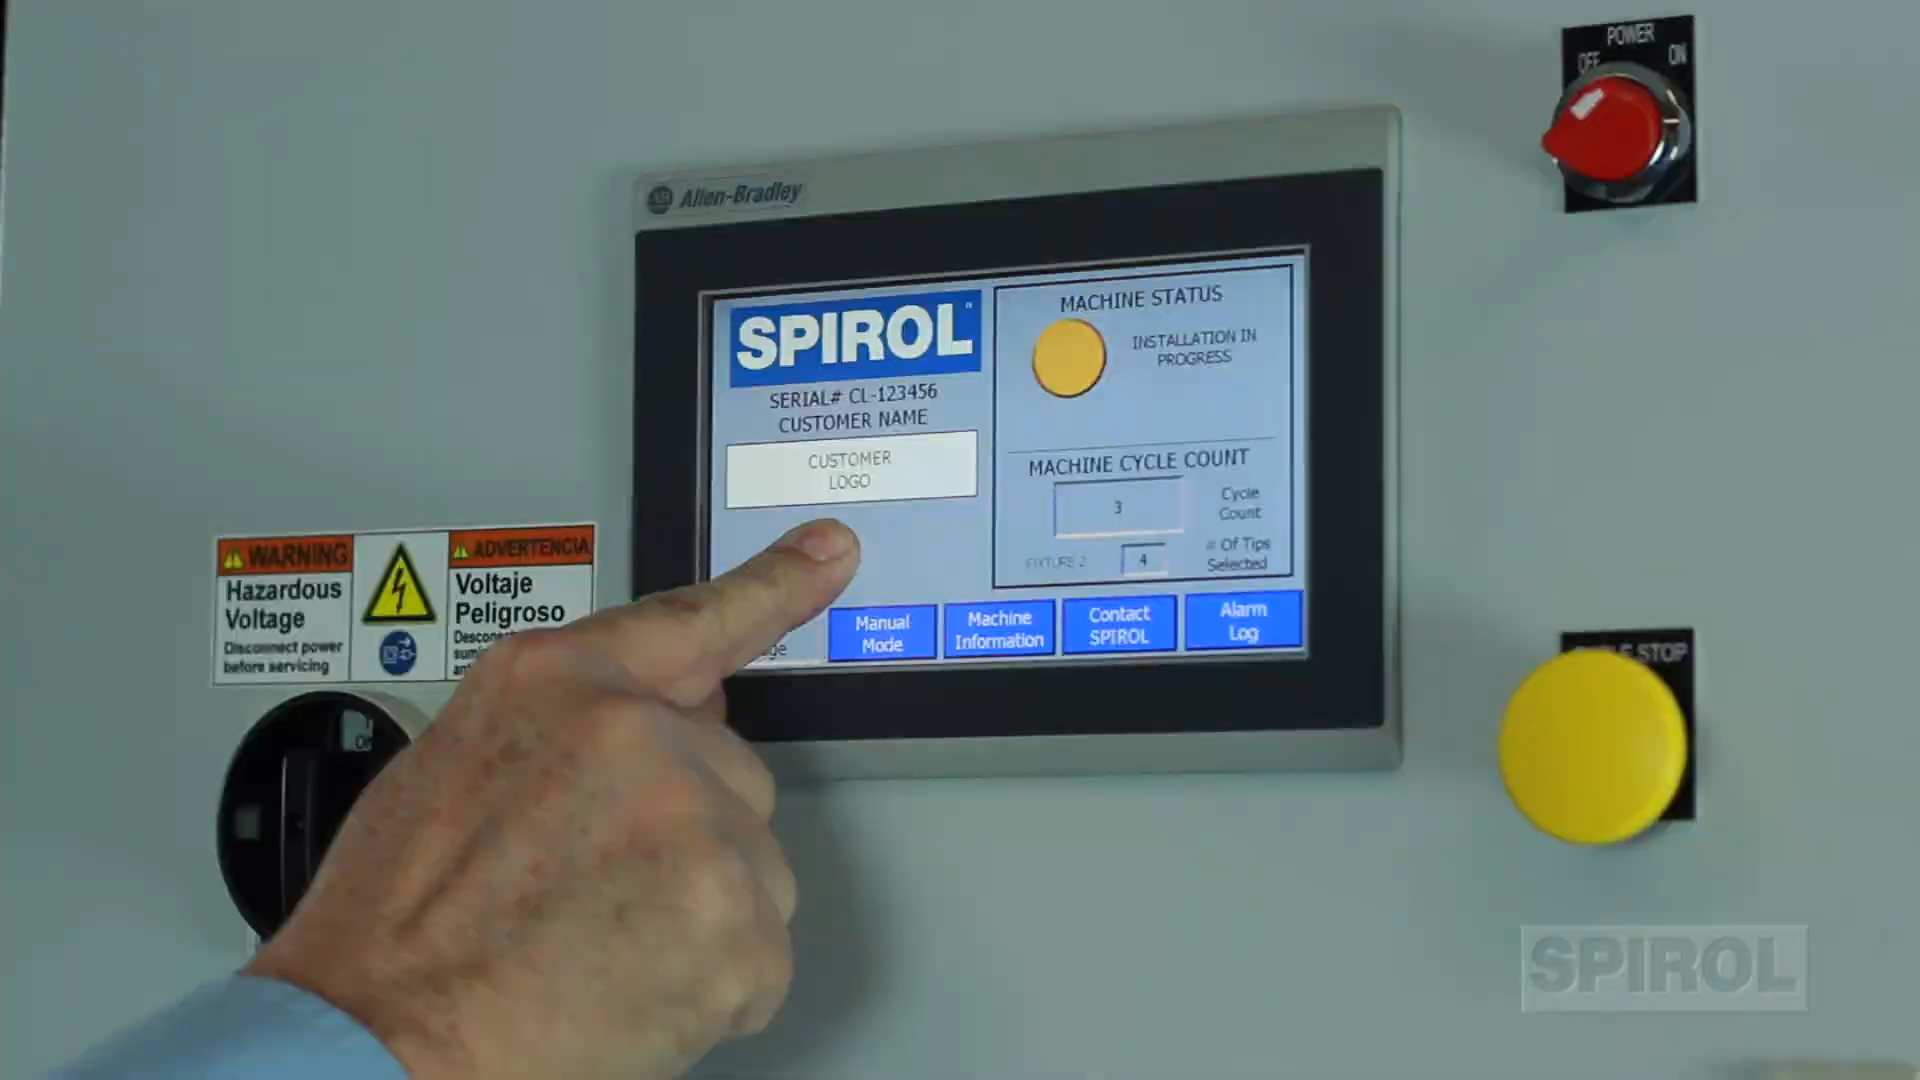 POWER
OFF
ON
Allen-Bradley
SPIROL
SERIAL# CL-123456
CUSTOMER NAME
CUSTOMER
LOGO
MACHINE STATUS
INSTALLATION IN
PROGRESS
MACHINE CYCLE COUNT
3
Cycle
Count
FIXTURE 2
4
# Of Tips
Selected
Manual
Mode
Machine
Information
Contact
SPIROL
Alarm
Log
WARNING
Hazardous
Voltage
Disconnect power
before servicing
ADVERTENCIA
Voltaje
Peligroso
STOP
SPIROL